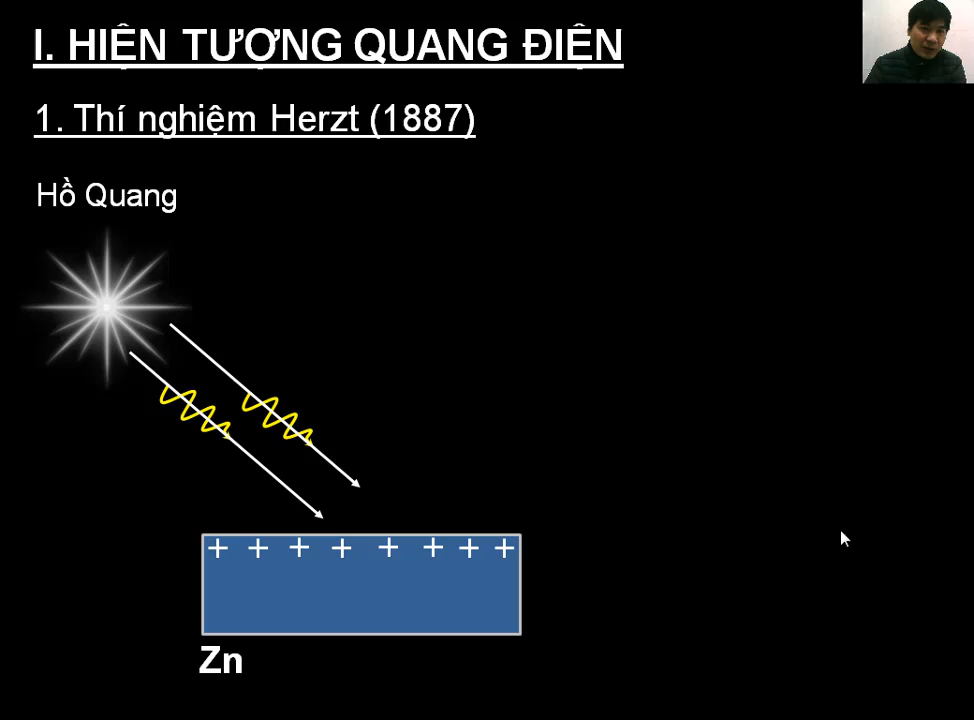 I. HIỆN TƯỢNG QUANG ĐIỆN
1. Thí nghiệm Herzt (1887)
Hồ Quang
+ + + + + + + +
Zn